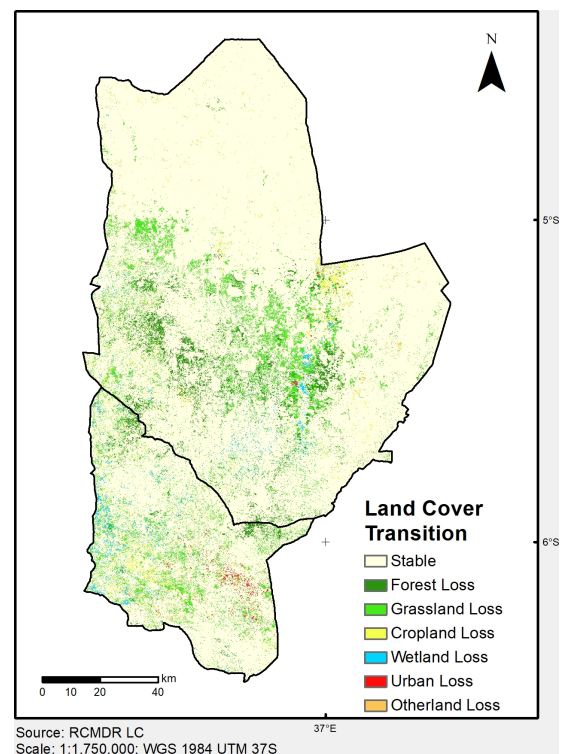 N
5°S
Land Cover
Transition
Stable
6°S
Forest Loss
Grassland Loss
Cropland Loss
Wetland Loss
Urban Loss
Otherland Loss
km
0 10 20 40
37°E
Source: RCMDR LC
Scale: 1:1.750.000; WGS 1984 UTM 37S